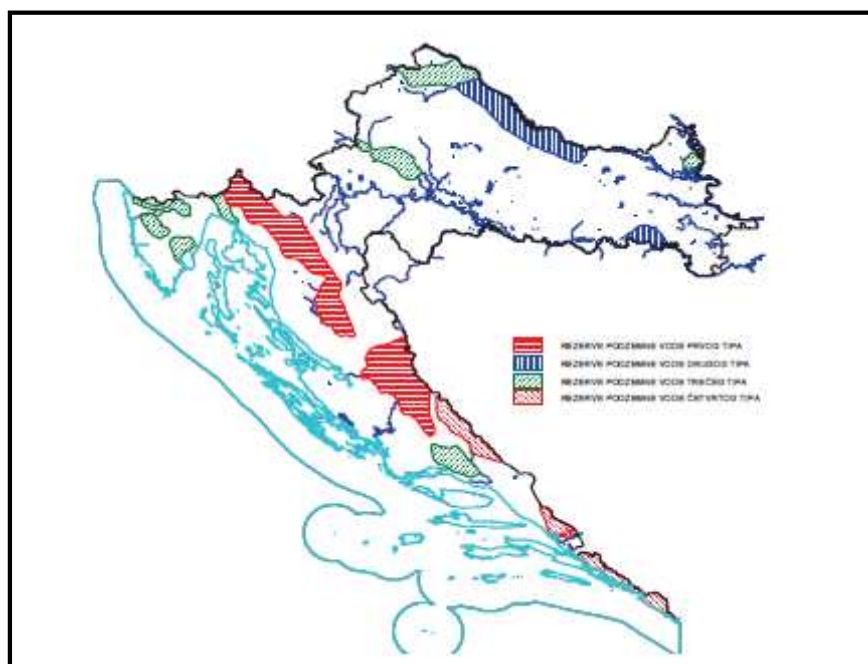 REZERVE PODZEMNE VODE PRVOG TIPA
REZERVE PODZEMNE VODE DRUGOG TIPA
REZERVE PODZEMNE VODE TREĆEG TIPA
REZERVE PODZEMNE VODE ČETVRTOG TIPA